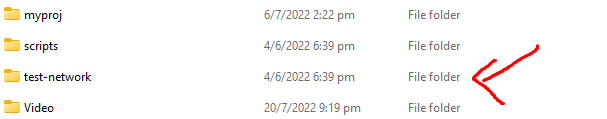 myproj 6/7/2022 2:22 pm File folder
scripts 4/6/2022 6:39 pm File folder
test-network 4/6/2022 6:39 pm File folder
Video 20/7/2022 9:19 pm File folder